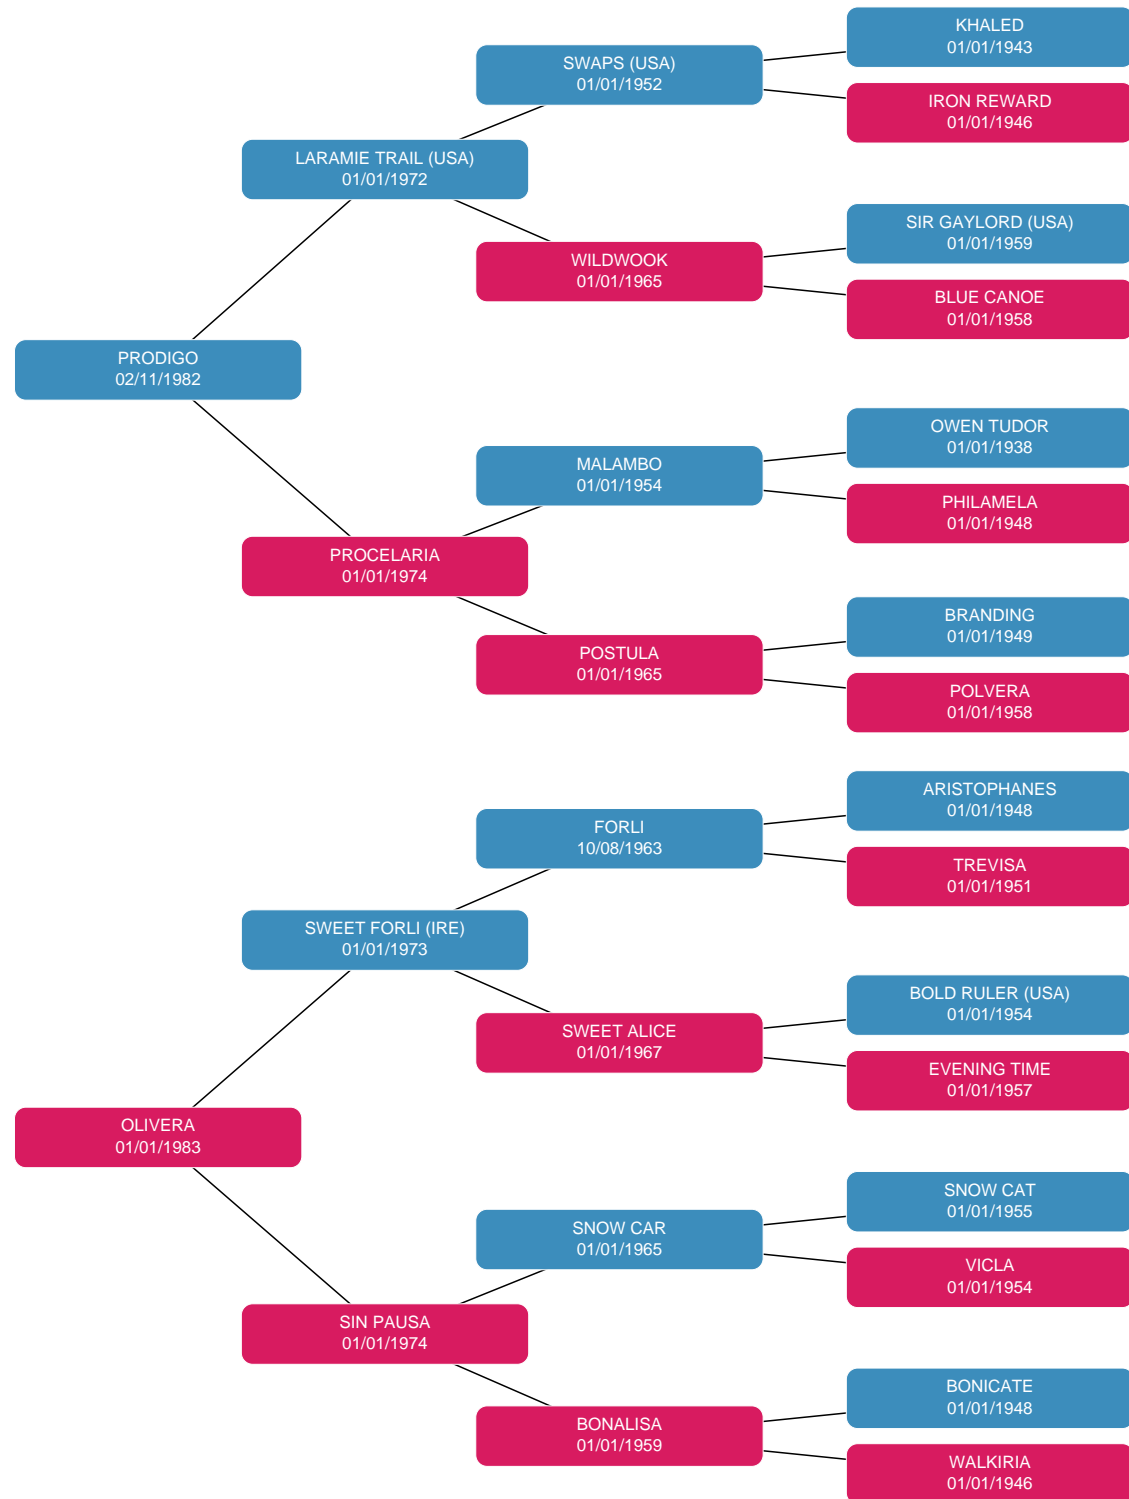 KHALED
01/01/1943
SWAPS (USA)
01/01/1952
IRON REWARD
01/01/1946
LARAMIE TRAIL (USA)
01/01/1972
SIR GAYLORD (USA)
01/01/1959
WILDWOOK
01/01/1965
BLUE CANOE
01/01/1958
PRODIGO
02/11/1982
OWEN TUDOR
01/01/1938
MALAMBO
01/01/1954
PHILAMELA
01/01/1948
PROCELARIA
01/01/1974
BRANDING
01/01/1949
POSTULA
01/01/1965
POLVERA
01/01/1958
ARISTOPHANES
01/01/1948
FORLI
10/08/1963
TREVISA
01/01/1951
SWEET FORLI (IRE)
01/01/1973
BOLD RULER (USA)
01/01/1954
SWEET ALICE
01/01/1967
EVENING TIME
01/01/1957
OLIVERA
01/01/1983
SNOW CAT
01/01/1955
SNOW CAR
01/01/1965
VICLA
01/01/1954
SIN PAUSA
01/01/1974
BONICATE
01/01/1948
BONALISA
01/01/1959
WALKIRIA
01/01/1946